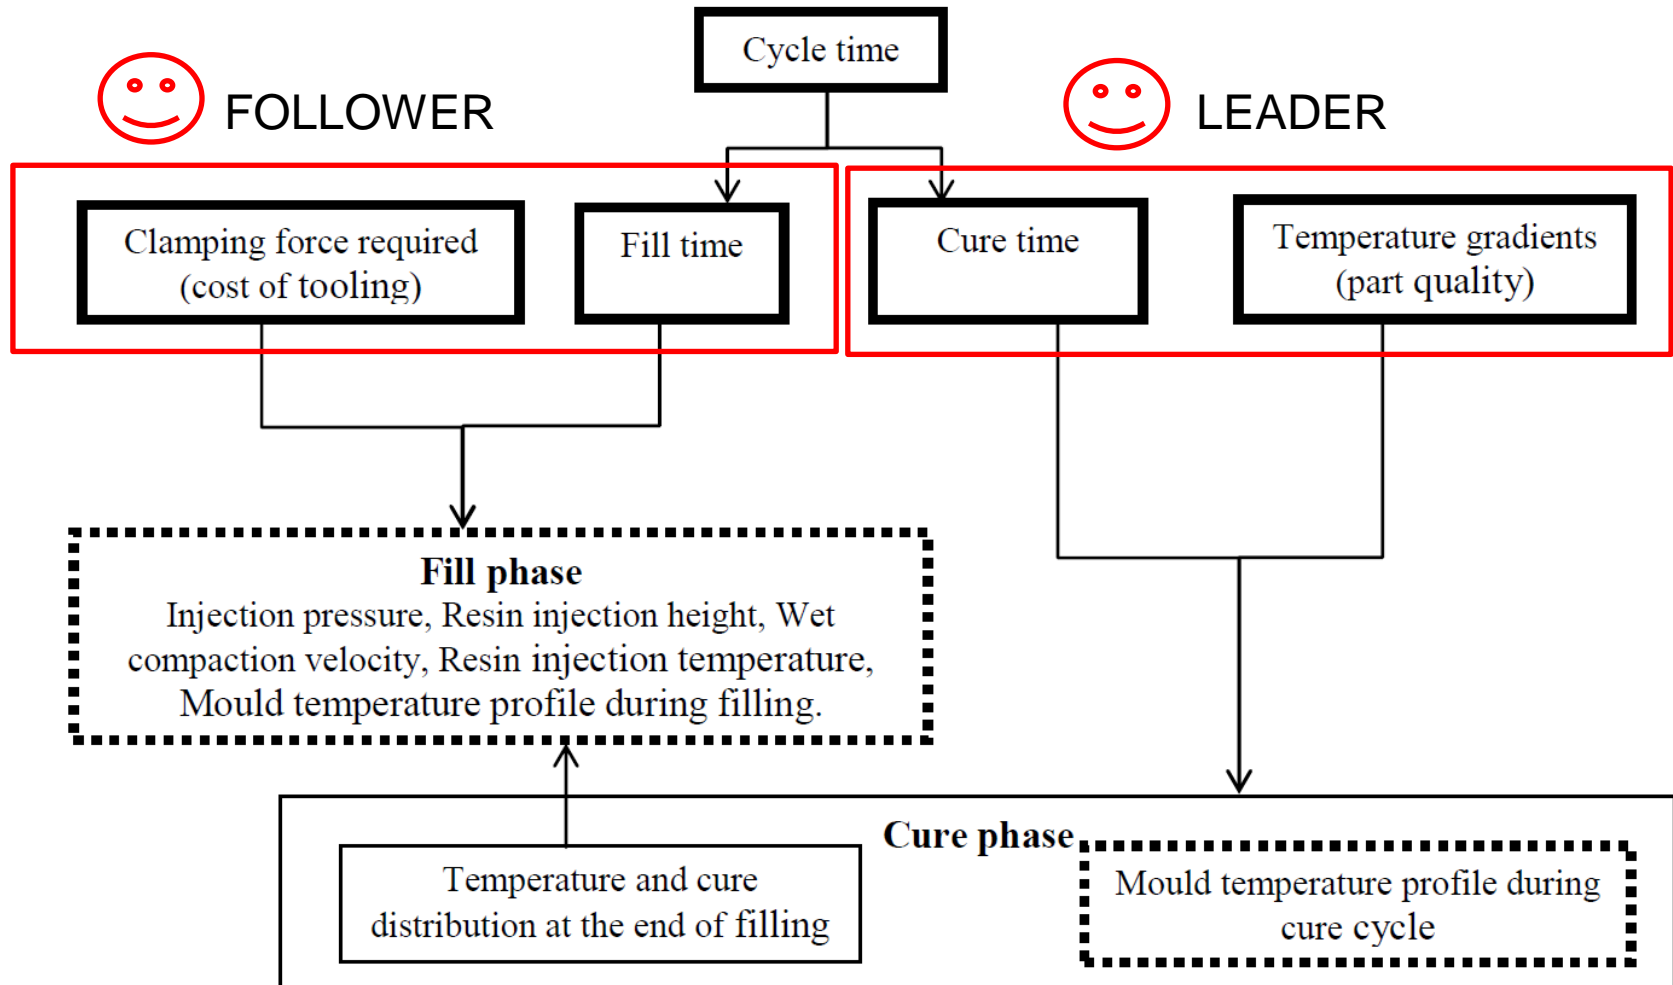 Cycle time
FOLLOWER
LEADER
Clamping force required
(cost of tooling)
Fill time
Cure time
Temperature gradients
(part quality)
Fill phase
Injection pressure, Resin injection height, Wet
compaction velocity, Resin injection temperature,
Mould temperature profile during filling.
Cure phase
Temperature and cure
distribution at the end of filling
Mould temperature profile during
cure cycle